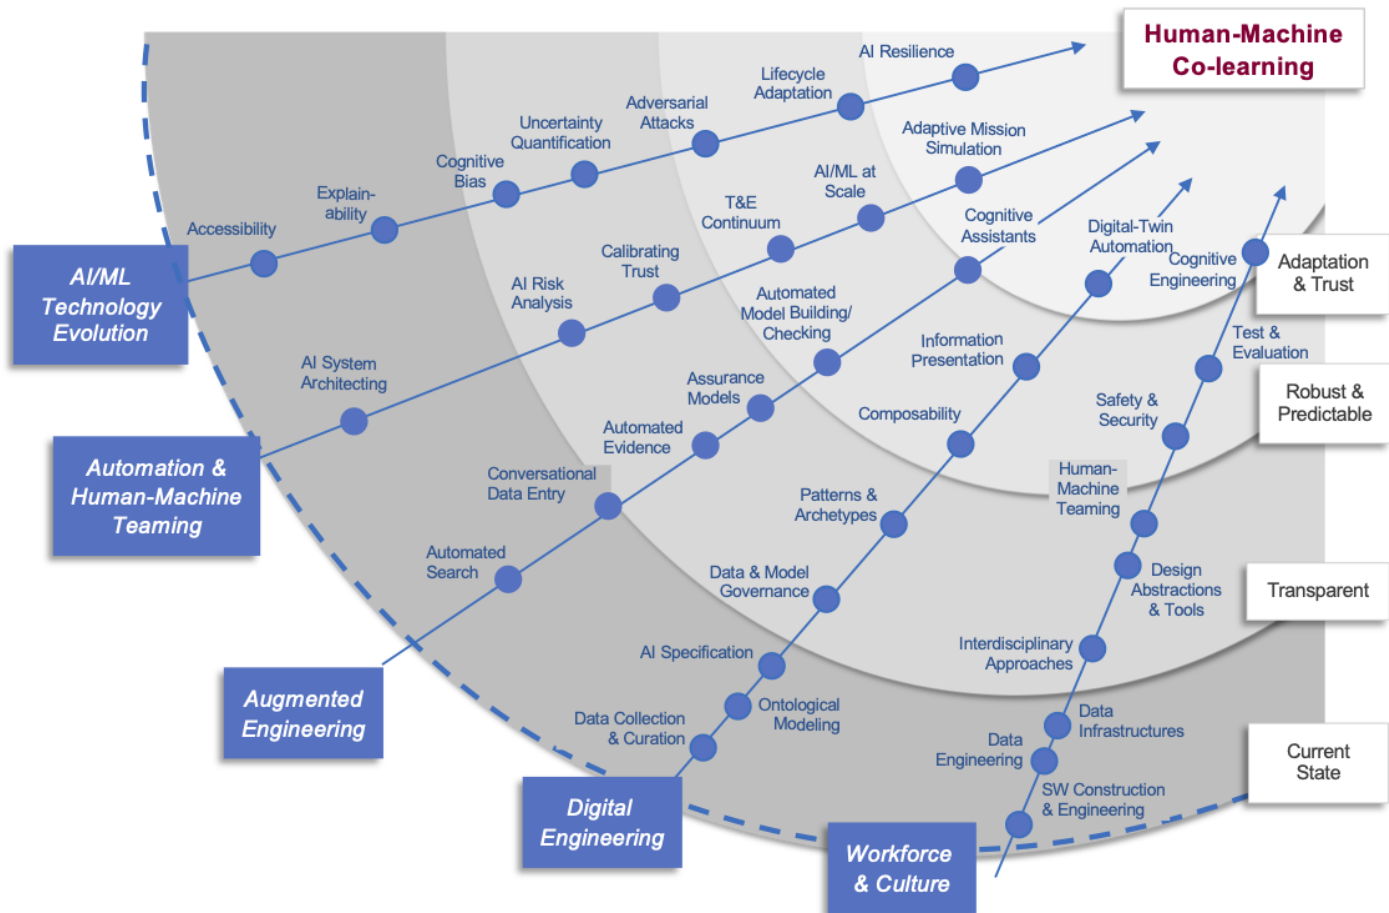 Human-Machine
Co-learning
AI Resilience
Lifecycle
Adaptation
Adversarial
Attacks
Uncertainty
Quantification
Cognitive
Bias
Explain-
ability
Accessibility
AI/ML
Technology
Evolution
Adaptive Mission
Simulation
AI/ML at
Scale
T&E
Continuum
Calibrating
Trust
AI Risk
Analysis
AI System
Architecting
Automation &
Human-Machine
Teaming
Cognitive
Assistants
Automated
Model Building/
Checking
Assurance
Models
Automated
Evidence
Conversational
Data Entry
Automated
Search
Augmented
Engineering
Digital-Twin
Automation
Information
Presentation
Composability
Patterns &
Archetypes
Data & Model
Governance
AI Specification
Ontological
Modeling
Data Collection
& Curation
Digital
Engineering
Cognitive
Engineering
Test &
Evaluation
Safety &
Security
Human-
Machine
Teaming
Design
Abstractions
& Tools
Interdisciplinary
Approaches
Data
Infrastructures
Data
Engineering
SW Construction
& Engineering
Workforce
& Culture
Adaptation
& Trust
Robust &
Predictable
Transparent
Current
State